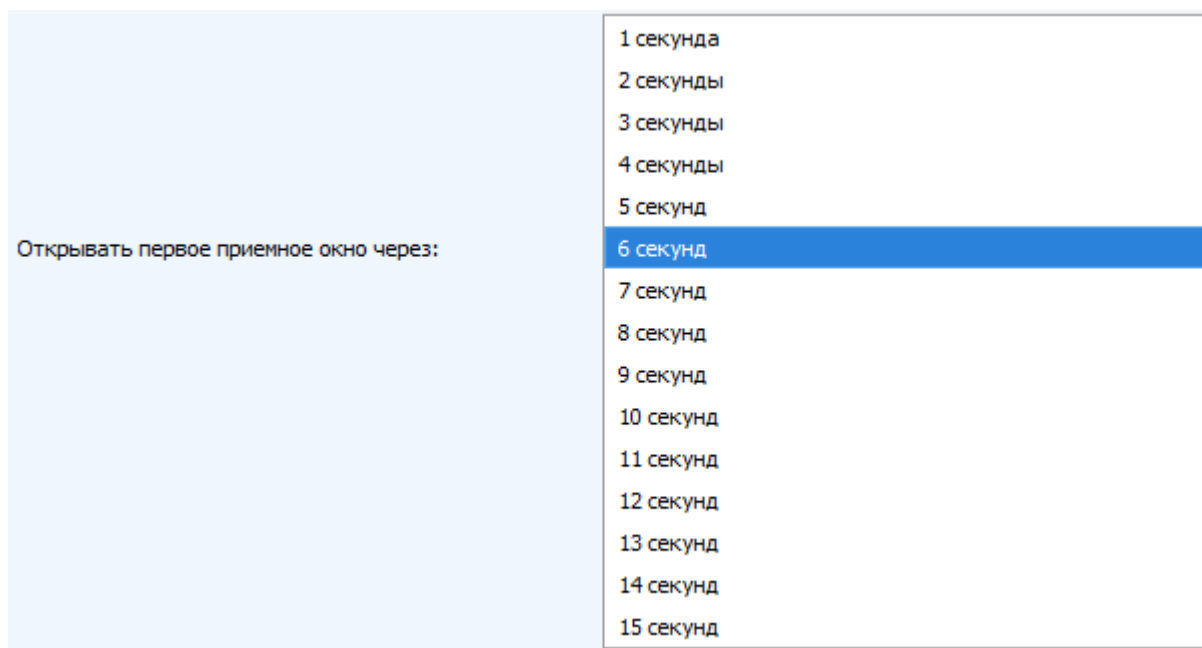 1 секунда
2 секунды
3 секунды
4 секунды
5 секунд
Открывать первое приемное окно через:
6 секунд
7 секунд
8 секунд
9 секунд
10 секунд
11 секунд
12 секунд
13 секунд
14 секунд
15 секунд